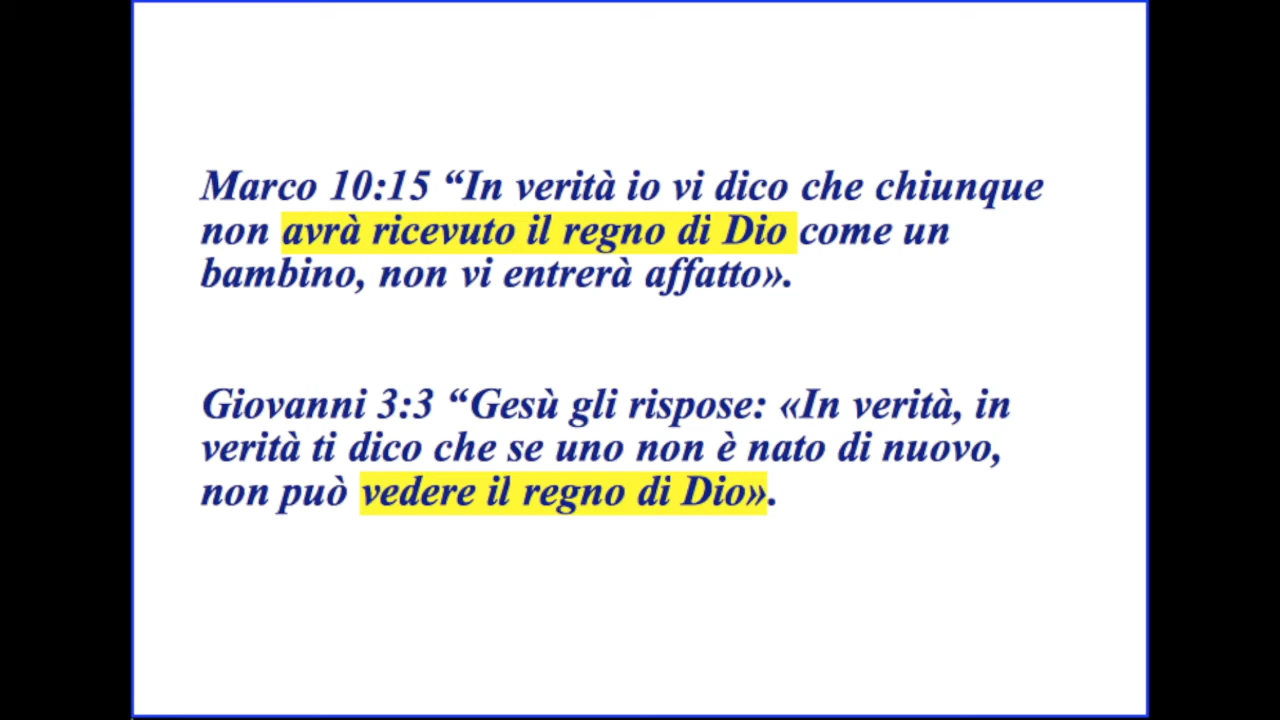 Marco 10:15 “In verità io vi dico che chiunque
non avrà ricevuto il regno di Dio come un
bambino, non vi entrerà affatto».
Giovanni 3:3 “Gesù gli rispose: «In verità, in
verità ti dico che se uno non è nato di nuovo,
non può vedere il regno di Dio».